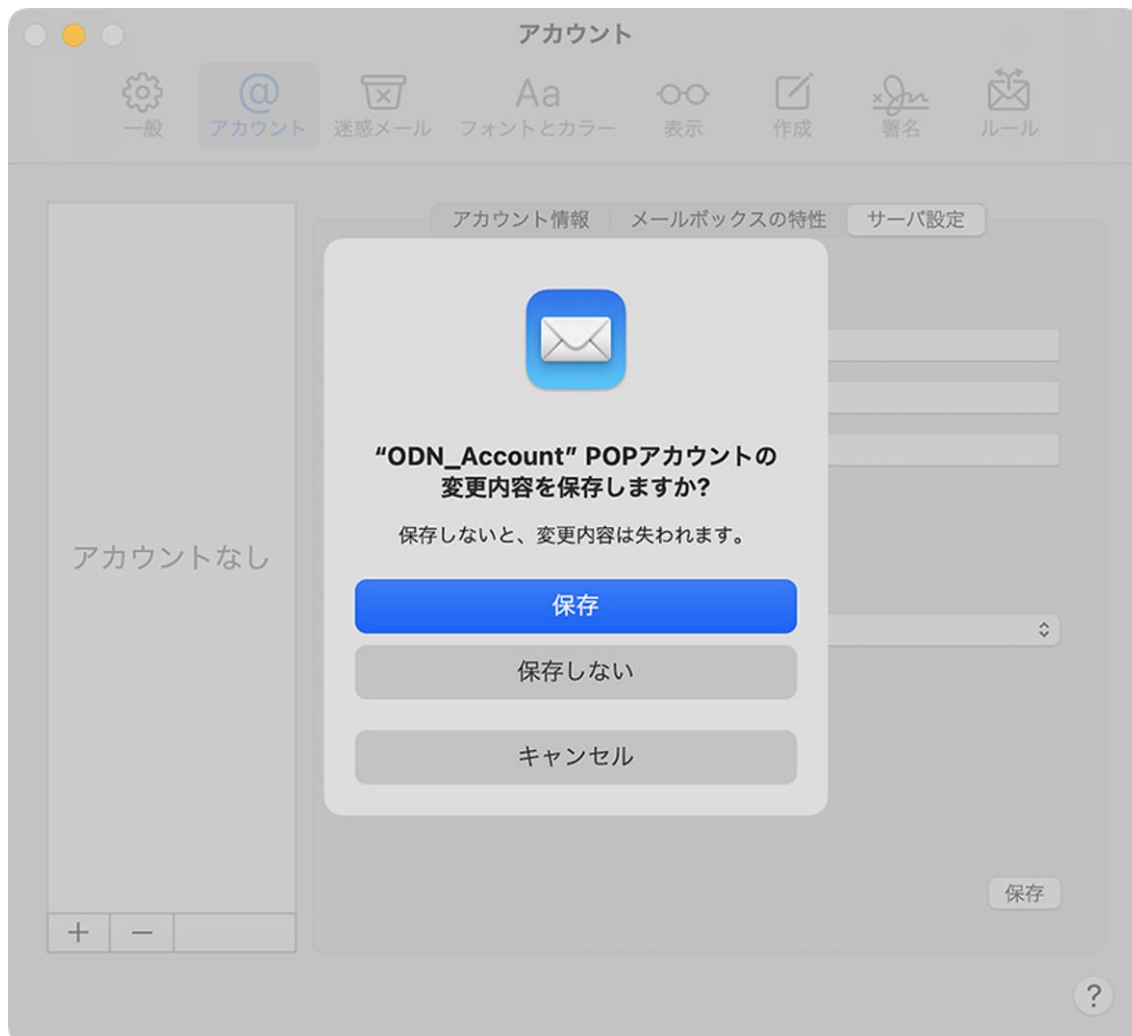 アカウント
一般
アカウント
迷惑メール
Aa
フォントとカラー
表示
作成
署名
ルール
アカウント情報
メールボックスの特性
サーバ設定
“ODN_Account” POPアカウントの
変更内容を保存しますか?
保存しないと、変更内容は失われます。
アカウントなし
保存
保存しない
キャンセル
保存
?